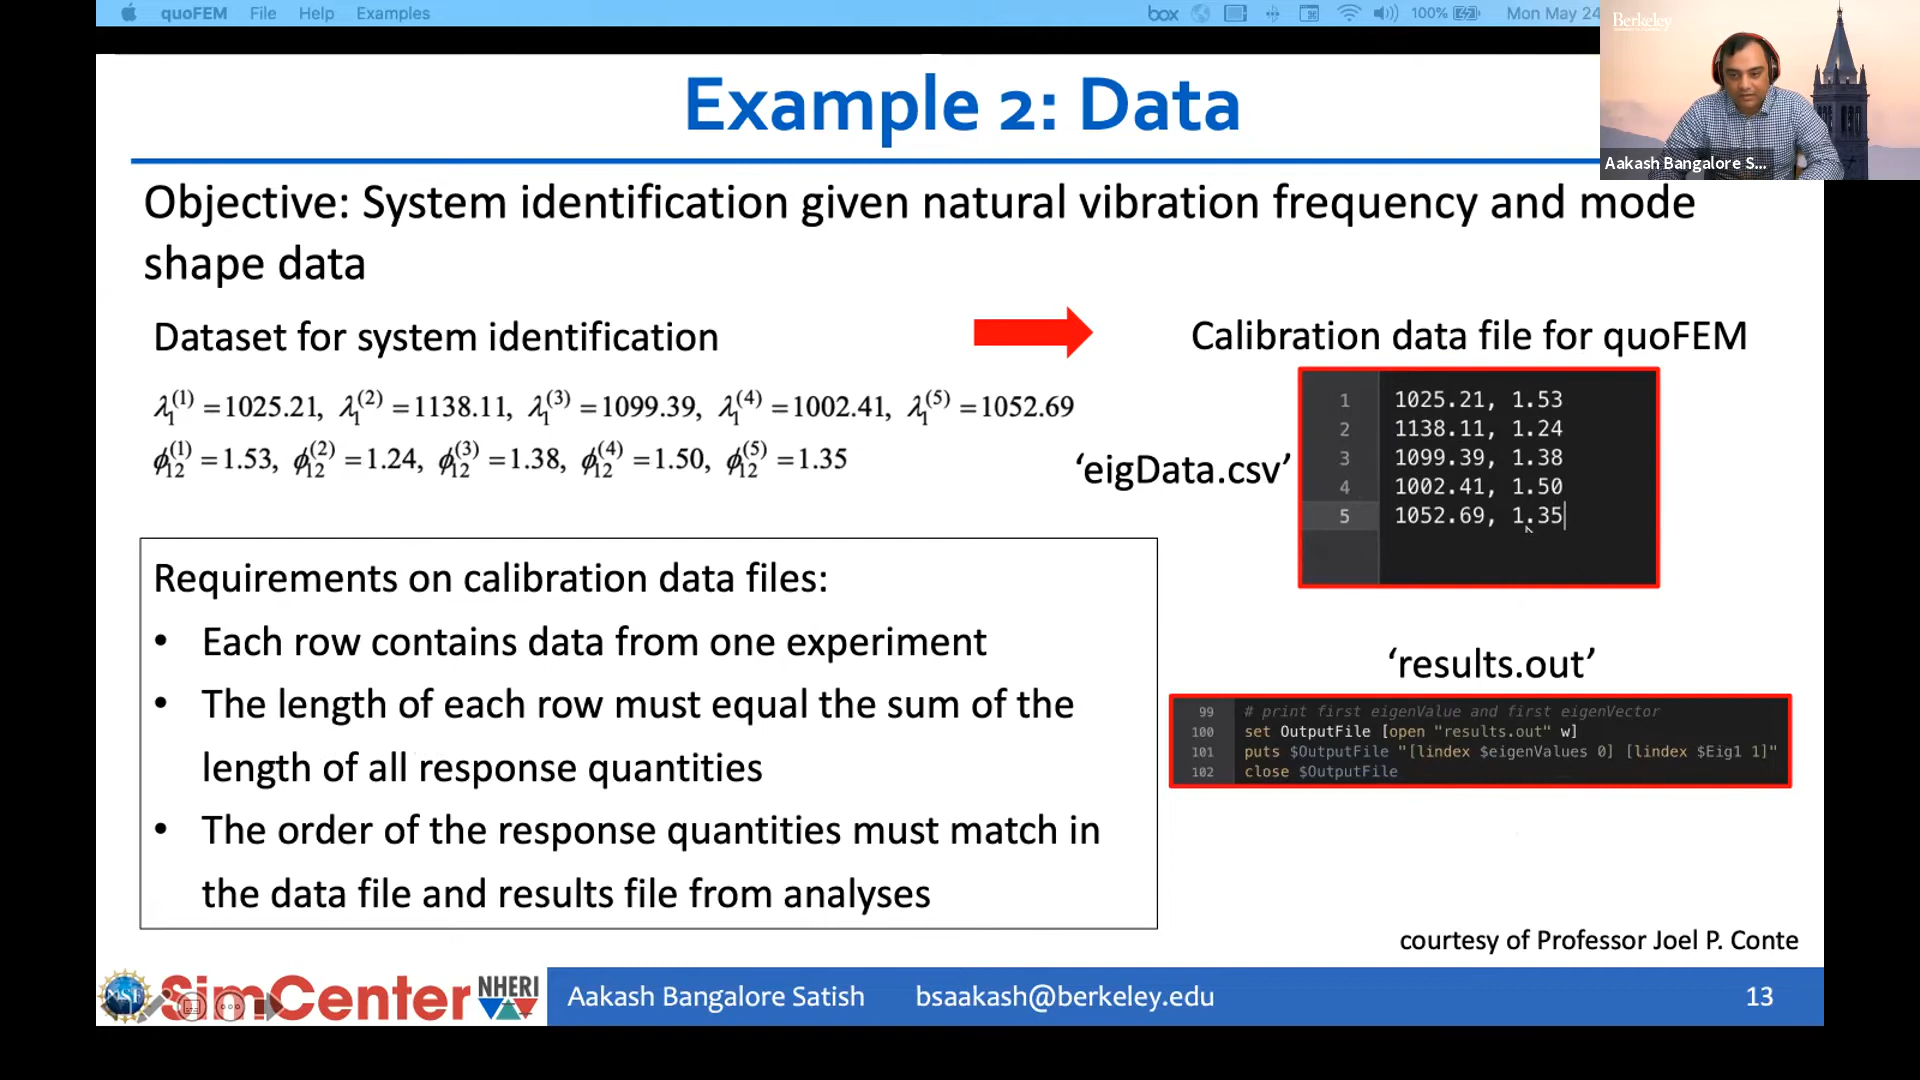 quoFEM File Help Examples box 100% Mon May 24
Berkeley
Aakash Bangalore S...
Example 2: Data
Objective: System identification given natural vibration frequency and mode
shape data
Dataset for system identification
λ₁⁽¹⁾ =1025.21, λ₁⁽²⁾ =1138.11, λ₁⁽³⁾ =1099.39, λ₁⁽⁴⁾ =1002.41, λ₁⁽⁵⁾ =1052.69
ϕ₁₂⁽¹⁾ =1.53, ϕ₁₂⁽²⁾ =1.24, ϕ₁₂⁽³⁾ =1.38, ϕ₁₂⁽⁴⁾ =1.50, ϕ₁₂⁽⁵⁾ =1.35
Calibration data file for quoFEM
‘eigData.csv’
1 1025.21, 1.53
2 1138.11, 1.24
3 1099.39, 1.38
4 1002.41, 1.50
5 1052.69, 1.35
Requirements on calibration data files:
• Each row contains data from one experiment
• The length of each row must equal the sum of the
length of all response quantities
• The order of the response quantities must match in
the data file and results file from analyses
‘results.out’
99 # print first eigenValue and first eigenVector
100 set OutputFile [open "results.out" w]
101 puts $OutputFile "[lindex $eigenValues 0] [lindex $Eig1 1]"
102 close $OutputFile
courtesy of Professor Joel P. Conte
NSF SimCenter NHERI Aakash Bangalore Satish bsaakash@berkeley.edu 13